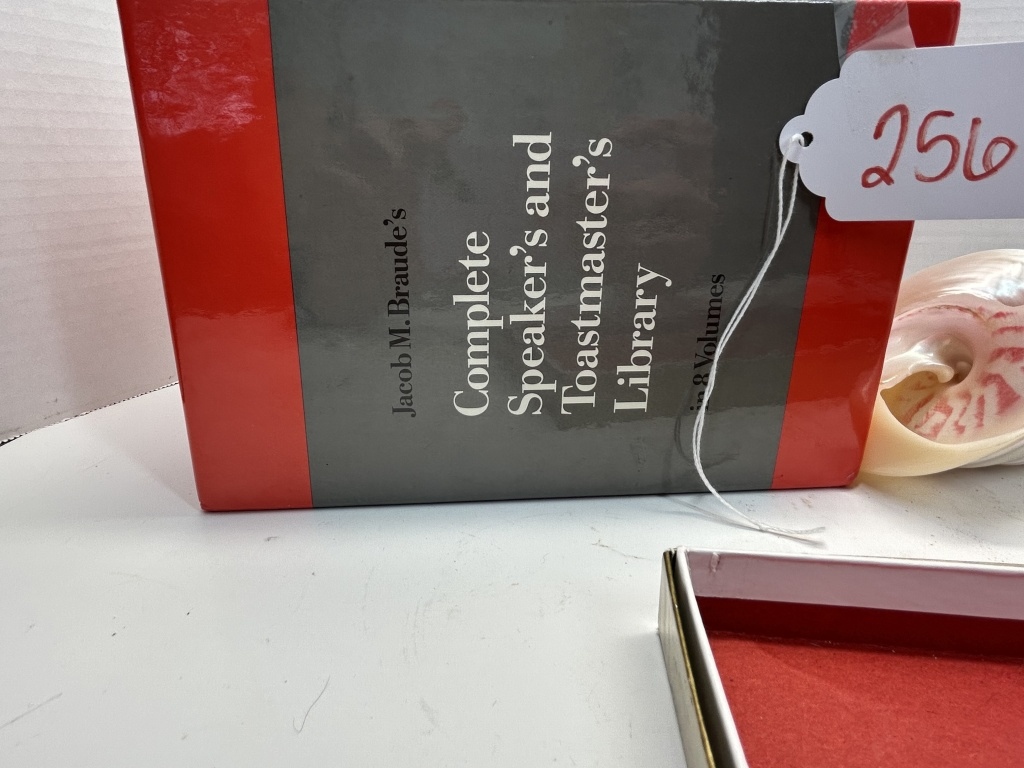 Jacob M. Braude's
Complete
Speaker's and
Toastmaster's
Library
in 8 Volumes
256